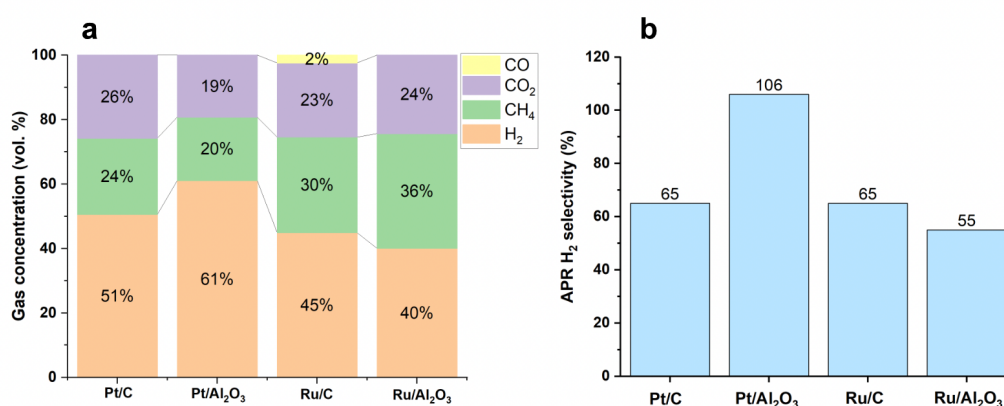 a
Gas concentration (vol. %)
100
80
60
40
20
0
2%
26%
19%
23%
24%
24%
20%
30%
36%
51%
61%
45%
40%
Pt/C
Pt/Al₂O₃
Ru/C
Ru/Al₂O₃
CO
CO₂
CH₄
H₂
b
APR H₂ selectivity (%)
120
100
80
60
40
20
0
65
106
65
55
Pt/C
Pt/Al₂O₃
Ru/C
Ru/Al₂O₃